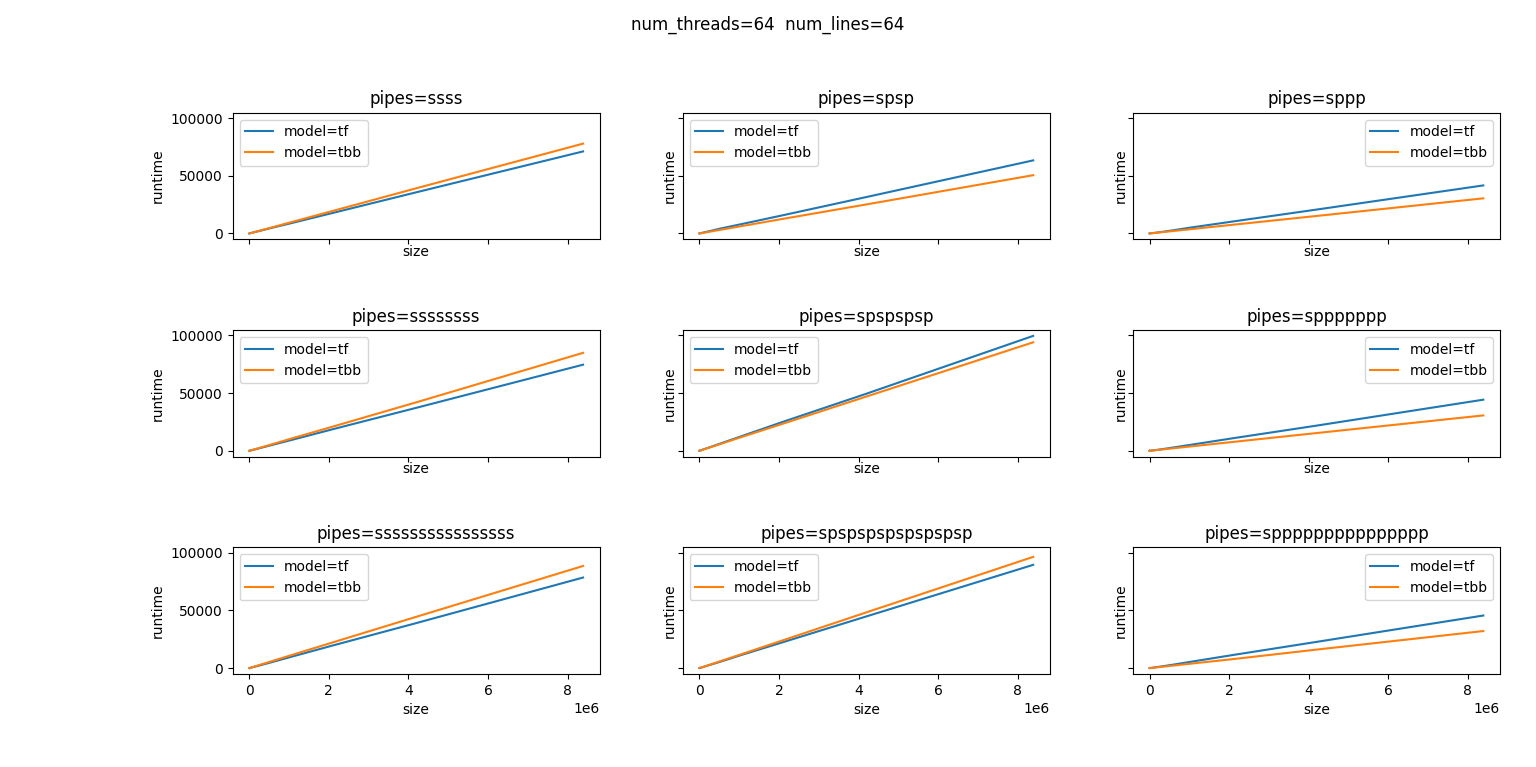 num_threads=64  num_lines=64
pipes=ssss
100000
50000
0
runtime
model=tf
model=tbb
size
pipes=spsp
runtime
model=tf
model=tbb
size
pipes=sppp
runtime
model=tf
model=tbb
size
pipes=ssssssss
100000
50000
0
runtime
model=tf
model=tbb
size
pipes=spspspsp
runtime
model=tf
model=tbb
size
pipes=sppppppp
runtime
model=tf
model=tbb
size
pipes=ssssssssssssssss
100000
50000
0
runtime
model=tf
model=tbb
0 2 4 6 8
1e6
size
pipes=spspspspspspspsp
runtime
model=tf
model=tbb
0 2 4 6 8
1e6
size
pipes=sppppppppppppppp
runtime
model=tf
model=tbb
0 2 4 6 8
1e6
size